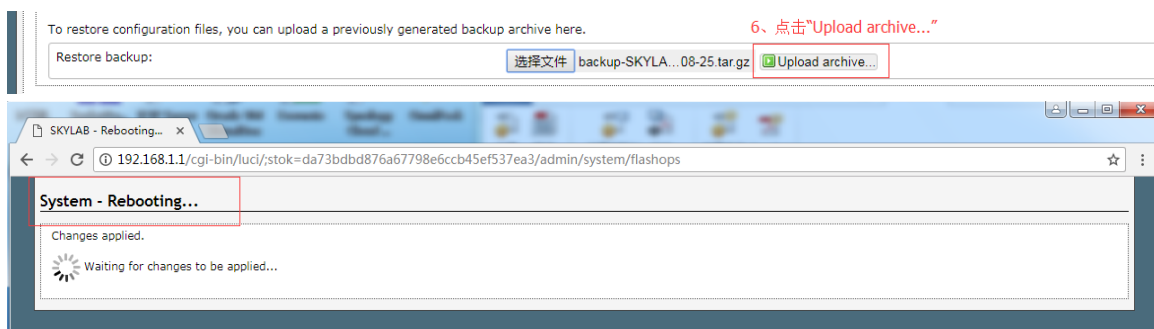 To restore configuration files, you can upload a previously generated backup archive here.
6、点击“Upload archive...”
Restore backup:
选择文件 backup-SKYLA...08-25.tar.gz Upload archive...
SKYLAB - Rebooting...
192.168.1.1/cgi-bin/luci/;stok=da73bdbd876a67798e6ccb45ef537ea3/admin/system/flashops
System - Rebooting...
Changes applied.
Waiting for changes to be applied...